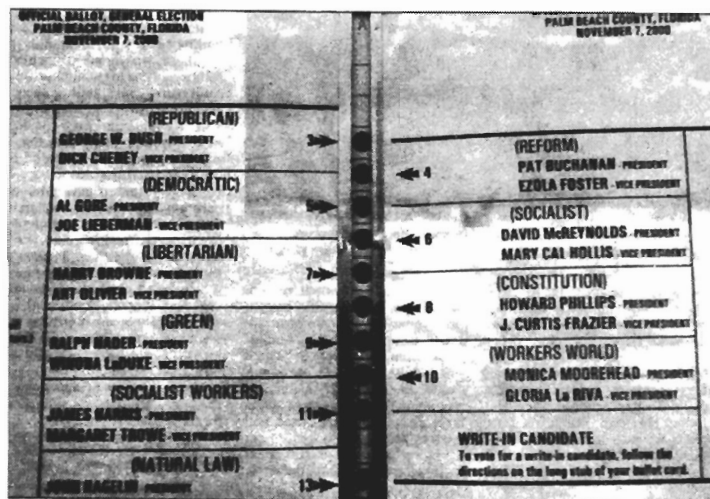 OFFICIAL BALLOT, GENERAL ELECTION
PALM BEACH COUNTY, FLORIDA
NOVEMBER 7, 2000
(REPUBLICAN)
GEORGE W. BUSH - PRESIDENT
DICK CHENEY - VICE PRESIDENT
3
(DEMOCRATIC)
AL GORE - PRESIDENT
JOE LIEBERMAN - VICE PRESIDENT
5
(LIBERTARIAN)
HARRY BROWNE - PRESIDENT
ART OLIVIER - VICE PRESIDENT
7
(GREEN)
RALPH NADER - PRESIDENT
WINONA LaDUKE - VICE PRESIDENT
9
(SOCIALIST WORKERS)
JAMES HARRIS - PRESIDENT
MARGARET TROWE - VICE PRESIDENT
11
(NATURAL LAW)
JOHN HAGELIN - PRESIDENT
13
PALM BEACH COUNTY, FLORIDA
NOVEMBER 7, 2000
(REFORM)
4
PAT BUCHANAN - PRESIDENT
EZOLA FOSTER - VICE PRESIDENT
(SOCIALIST)
6
DAVID McREYNOLDS - PRESIDENT
MARY CAL HOLLIS - VICE PRESIDENT
(CONSTITUTION)
8
HOWARD PHILLIPS - PRESIDENT
J. CURTIS FRAZIER - VICE PRESIDENT
(WORKERS WORLD)
10
MONICA MOOREHEAD - PRESIDENT
GLORIA La RIVA - VICE PRESIDENT
WRITE-IN CANDIDATE
To vote for a write-in candidate, follow the
directions on the long stub of your ballot card.